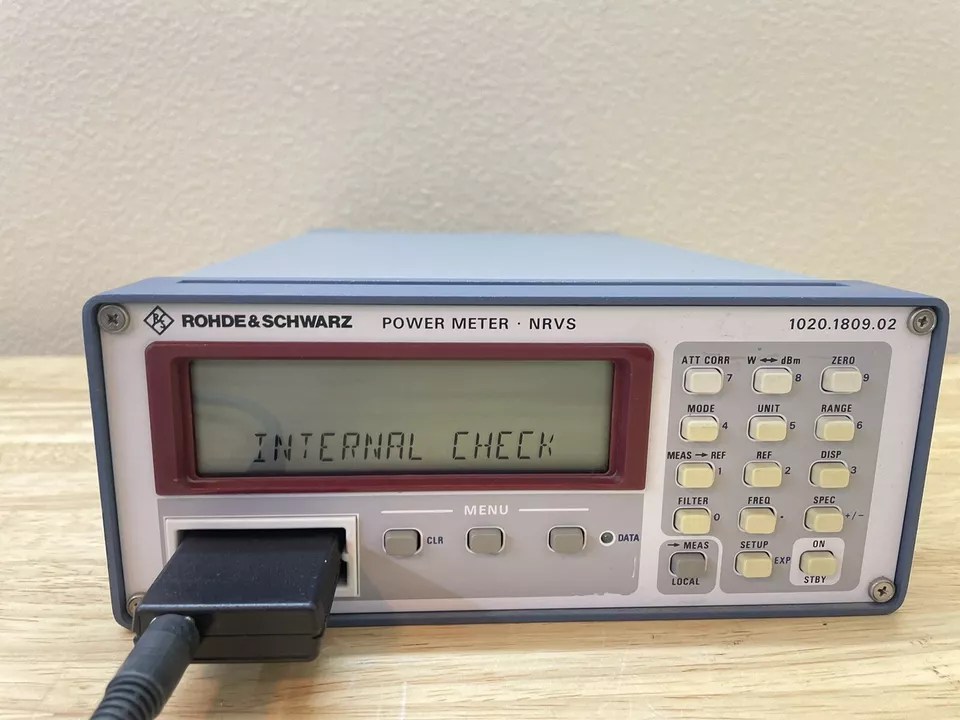 R&S ROHDE & SCHWARZ POWER METER · NRVS 1020.1809.02
INTERNAL CHECK
MENU
CLR DATA
ATT CORR 7 W ↔ dBm 8 ZERO 9
MODE 4 UNIT 5 RANGE 6
MEAS → REF 1 REF 2 DISP 3
FILTER 0 FREQ - SPEC +/-
→ MEAS SETUP ON
EXP
LOCAL STBY